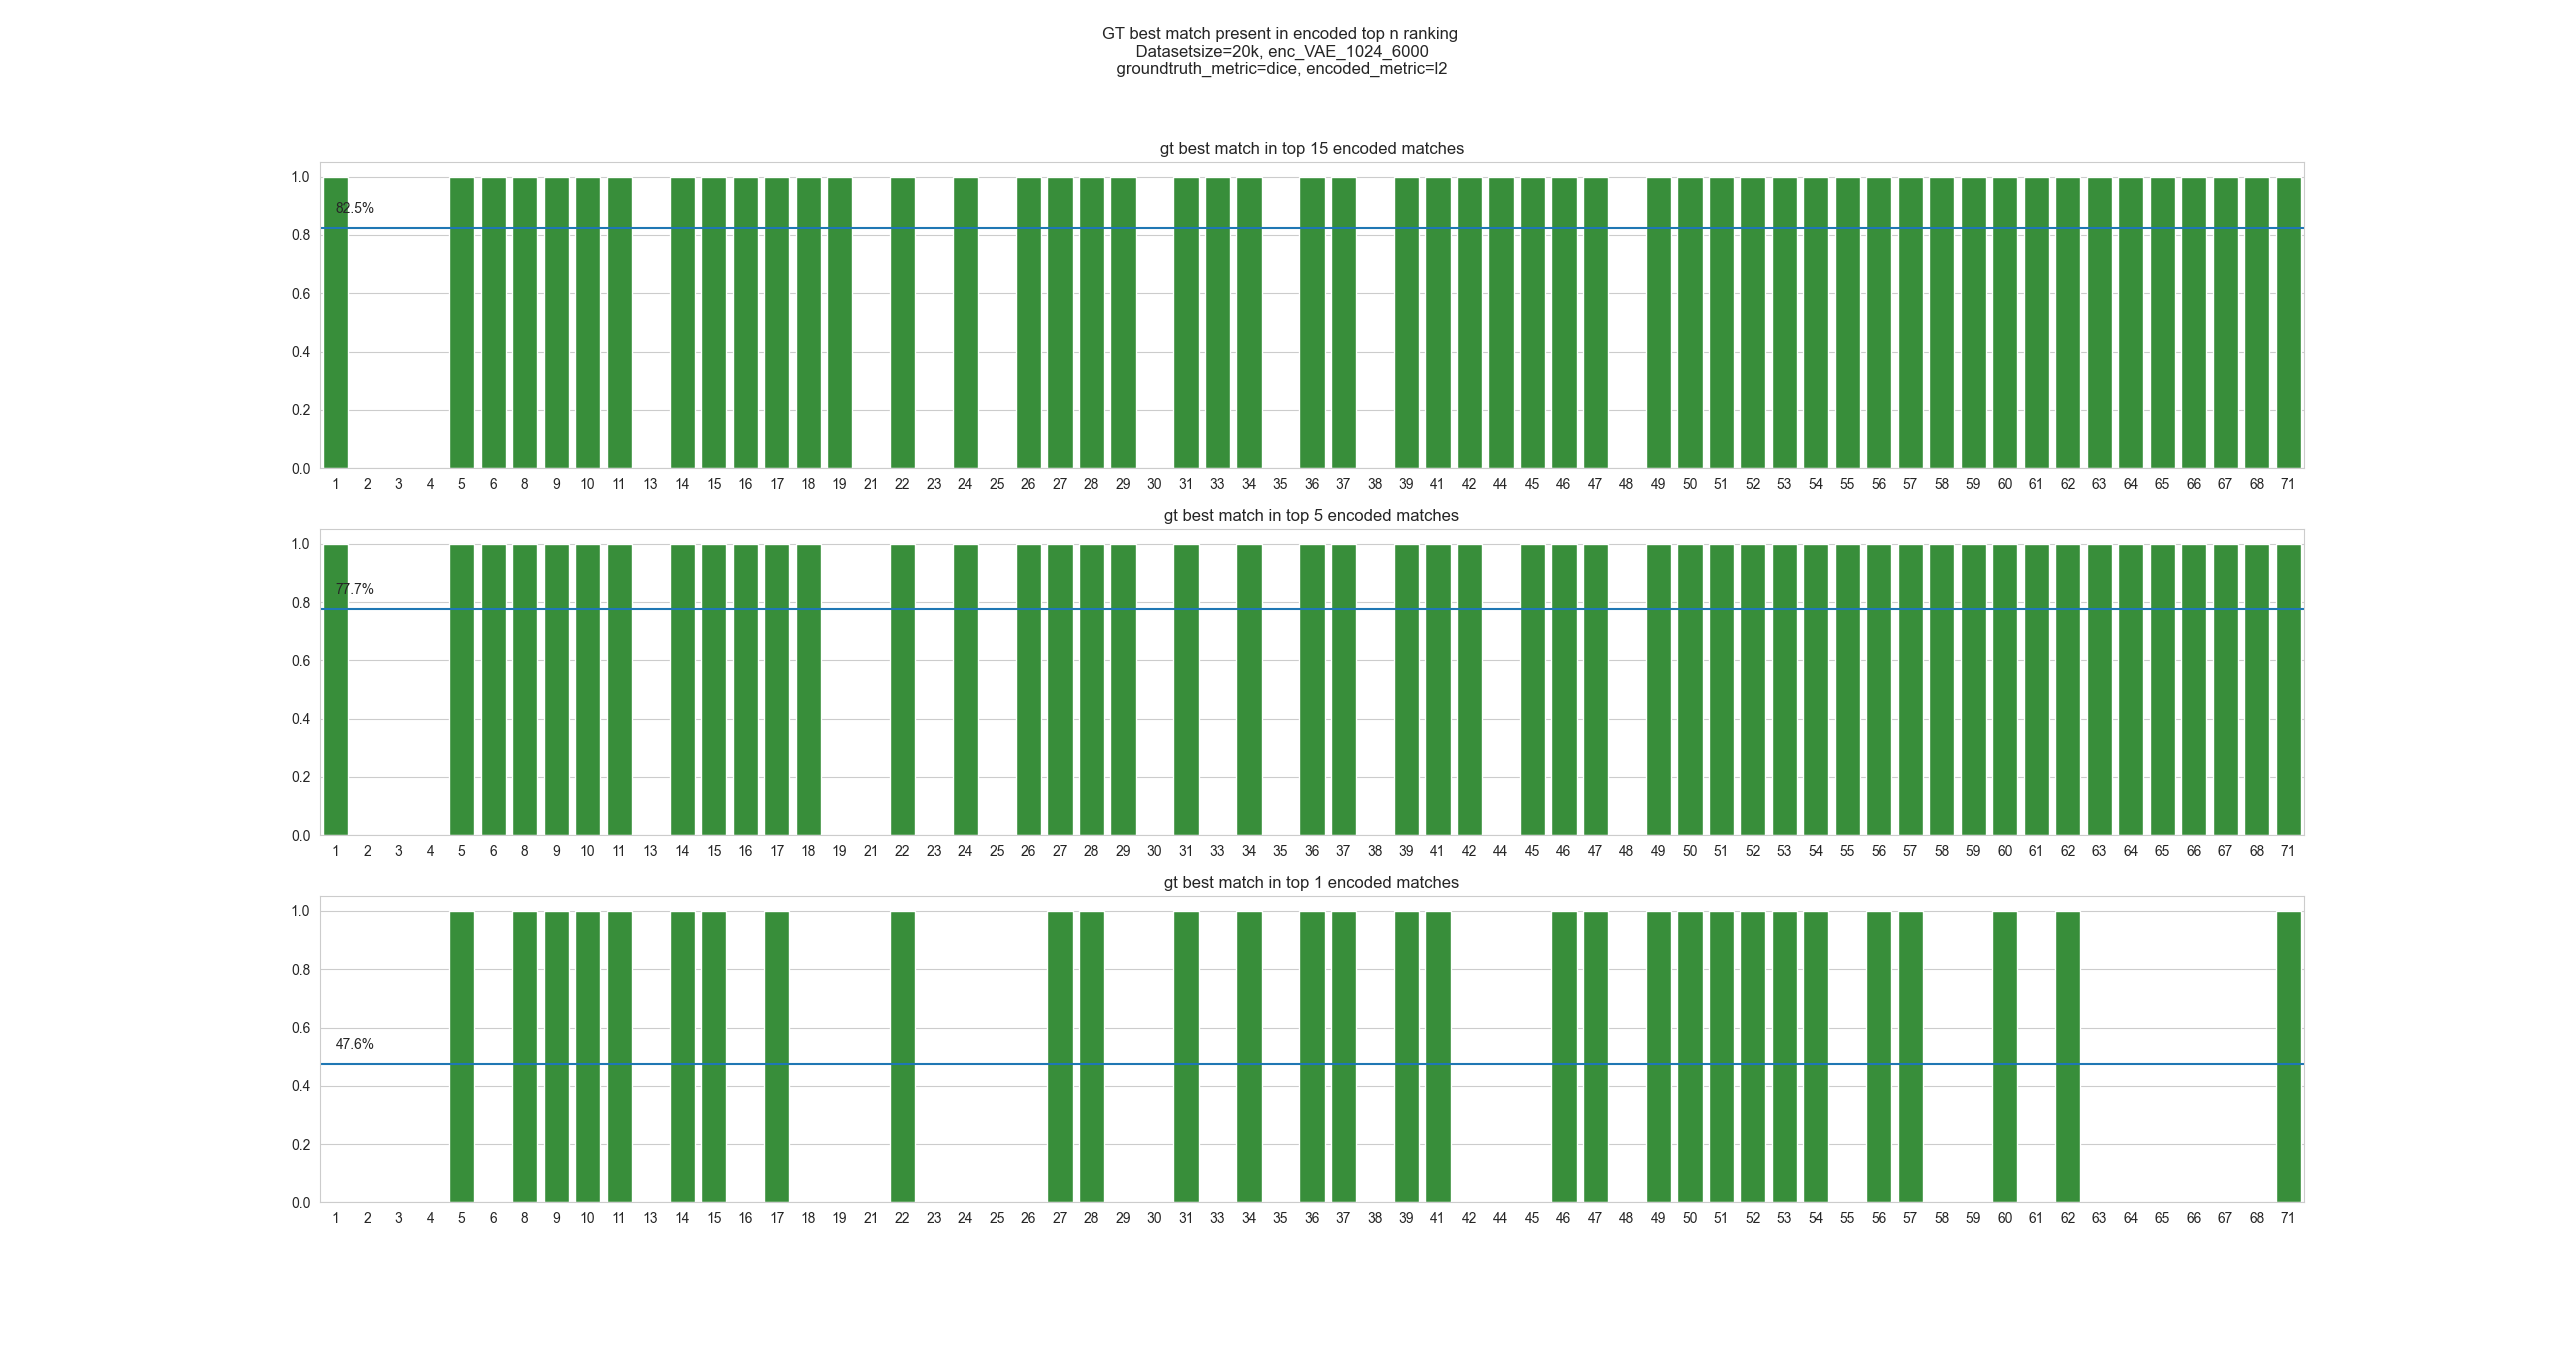 GT best match present in encoded top n ranking
Datasetsize=20k, enc_VAE_1024_6000
groundtruth_metric=dice, encoded_metric=l2
gt best match in top 15 encoded matches
1.0
82.5%
0.8
0.6
0.4
0.2
0.0
1 2 3 4 5 6 8 9 10 11 13 14 15 16 17 18 19 21 22 23 24 25 26 27 28 29 30 31 33 34 35 36 37 38 39 41 42 44 45 46 47 48 49 50 51 52 53 54 55 56 57 58 59 60 61 62 63 64 65 66 67 68 71
gt best match in top 5 encoded matches
1.0
77.7%
0.8
0.6
0.4
0.2
0.0
1 2 3 4 5 6 8 9 10 11 13 14 15 16 17 18 19 21 22 23 24 25 26 27 28 29 30 31 33 34 35 36 37 38 39 41 42 44 45 46 47 48 49 50 51 52 53 54 55 56 57 58 59 60 61 62 63 64 65 66 67 68 71
gt best match in top 1 encoded matches
1.0
0.8
0.6
47.6%
0.4
0.2
0.0
1 2 3 4 5 6 8 9 10 11 13 14 15 16 17 18 19 21 22 23 24 25 26 27 28 29 30 31 33 34 35 36 37 38 39 41 42 44 45 46 47 48 49 50 51 52 53 54 55 56 57 58 59 60 61 62 63 64 65 66 67 68 71